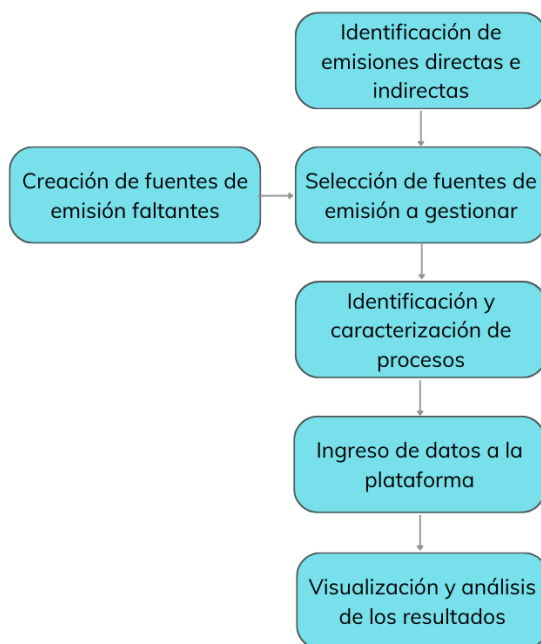 Identificación de
emisiones directas e
indirectas
Creación de fuentes de
emisión faltantes
Selección de fuentes de
emisión a gestionar
Identificación y
caracterización de
procesos
Ingreso de datos a la
plataforma
Visualización y análisis
de los resultados